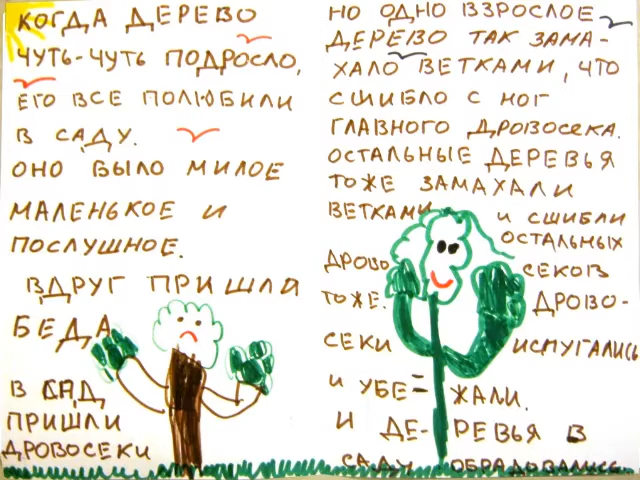 КОГДА ДЕРЕВО
ЧУТЬ-ЧУТЬ ПОДРОСЛО,
ЕГО ВСЕ ПОЛЮБИЛИ
В САДУ.
ОНО БЫЛО МИЛОЕ
МАЛЕНЬКОЕ И
ПОСЛУШНОЕ.
ВДРУГ ПРИШЛА
БЕДА
В САД
ПРИШЛИ
ДРОВОСЕКИ
НО ОДНО ВЗРОСЛОЕ
ДЕРЕВО ТАК ЗАМА-
ХАЛО ВЕТКАМИ, ЧТО
СШИБЛО С НОГ
ГЛАВНОГО ДРОВОСЕКА.
ОСТАЛЬНЫЕ ДЕРЕВЬЯ
ТОЖЕ ЗАМАХАЛИ
ВЕТКАМИ И СШИБЛИ
ОСТАЛЬНЫХ
ДРОВО СЕКОВ
ТОЖЕ. ДРОВО-
СЕКИ ИСПУГАЛИСЬ
И УБЕ= ЖАЛИ.
И ДЕ- РЕВЬЯ В
САДУ ОБРАДОВАЛИСЬ